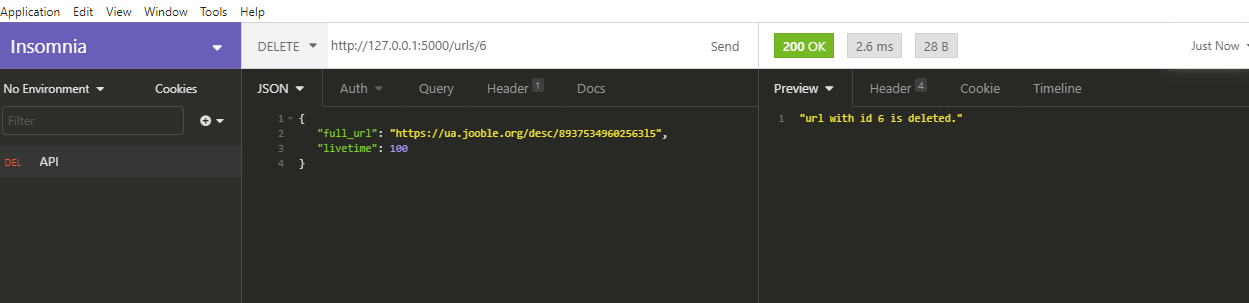 Application Edit View Window Tools Help
Insomnia DELETE http://127.0.0.1:5000/urls/6 Send 200 OK 2.6 ms 28 B Just Now
No Environment Cookies JSON Auth Query Header 1 Docs Preview Header 4 Cookie Timeline
Filter
DEL API
1 {
2 "full_url": "https://ua.jooble.org/desc/8937534960256315",
3 "livetime": 100
4 }
1 "url with id 6 is deleted."